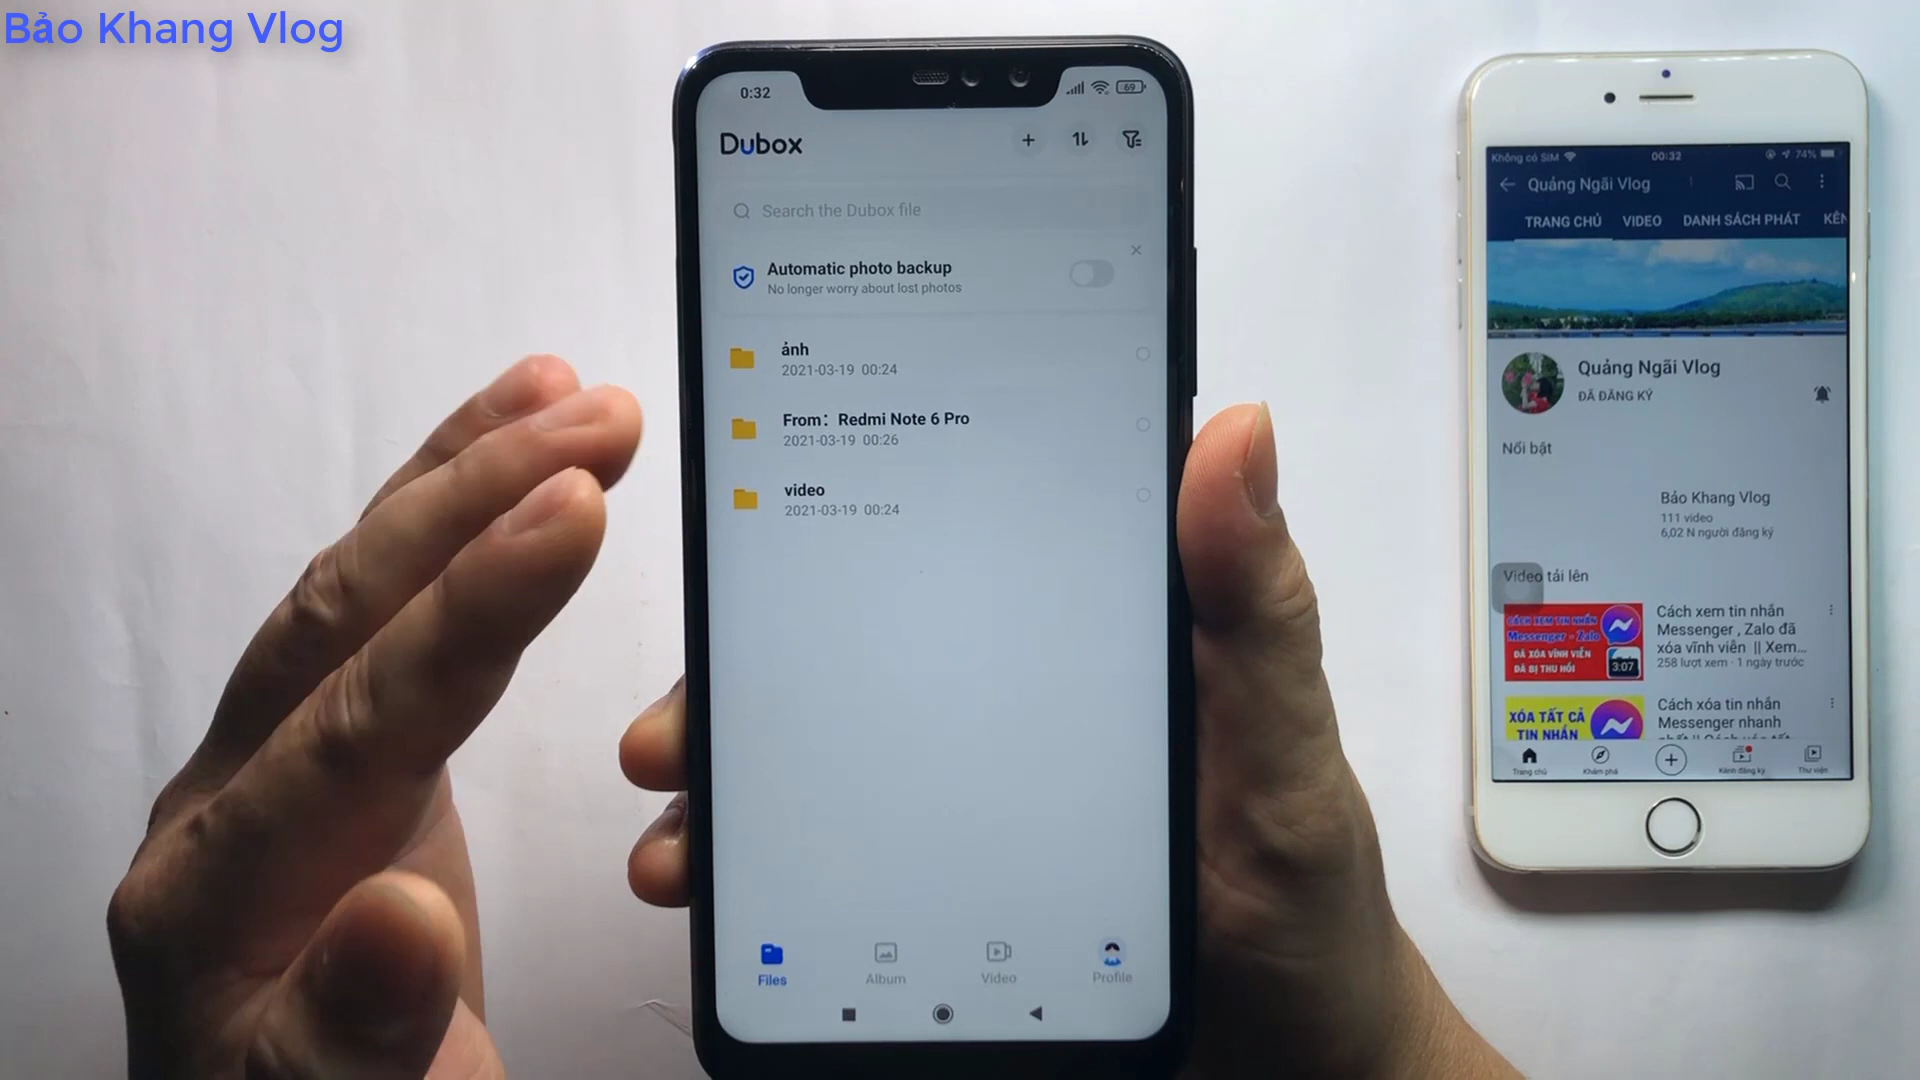 Bảo Khang Vlog
0:32
69
Dubox
Search the Dubox file
Automatic photo backup
No longer worry about lost photos
ảnh
2021-03-19 00:24
From: Redmi Note 6 Pro
2021-03-19 00:26
video
2021-03-19 00:24
Files
Album
Video
Profile
Không có SIM
00:32
74%
Quảng Ngãi Vlog
TRANG CHỦ
VIDEO
DANH SÁCH PHÁT
KÊN
Quảng Ngãi Vlog
ĐÃ ĐĂNG KÝ
Nổi bật
Bảo Khang Vlog
111 video
6,02 N người đăng ký
Video tải lên
CÁCH XEM TIN NHẮN
Messenger - Zalo
ĐÃ XÓA VĨNH VIỄN
ĐÃ BỊ THU HỒI
3:07
Cách xem tin nhắn
Messenger , Zalo đã
xóa vĩnh viễn || Xem...
258 lượt xem · 1 ngày trước
XÓA TẤT CẢ
TIN NHẮN
Cách xóa tin nhắn
Messenger nhanh
Trang chủ
Khám phá
Kênh đăng ký
Thư viện